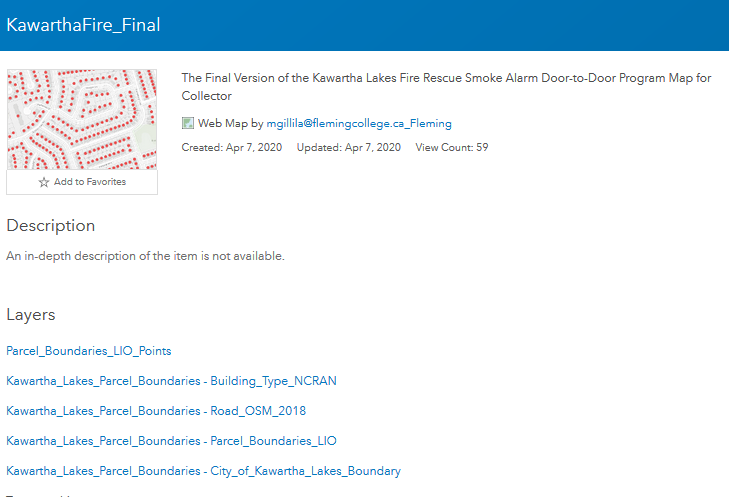 KawarthaFire_Final
The Final Version of the Kawartha Lakes Fire Rescue Smoke Alarm Door-to-Door Program Map for
Collector
Web Map by mgillila@flemingcollege.ca_Fleming
Created: Apr 7, 2020 Updated: Apr 7, 2020 View Count: 59
Add to Favorites
Description
An in-depth description of the item is not available.
Layers
Parcel_Boundaries_LIO_Points
Kawartha_Lakes_Parcel_Boundaries - Building_Type_NCRAN
Kawartha_Lakes_Parcel_Boundaries - Road_OSM_2018
Kawartha_Lakes_Parcel_Boundaries - Parcel_Boundaries_LIO
Kawartha_Lakes_Parcel_Boundaries - City_of_Kawartha_Lakes_Boundary